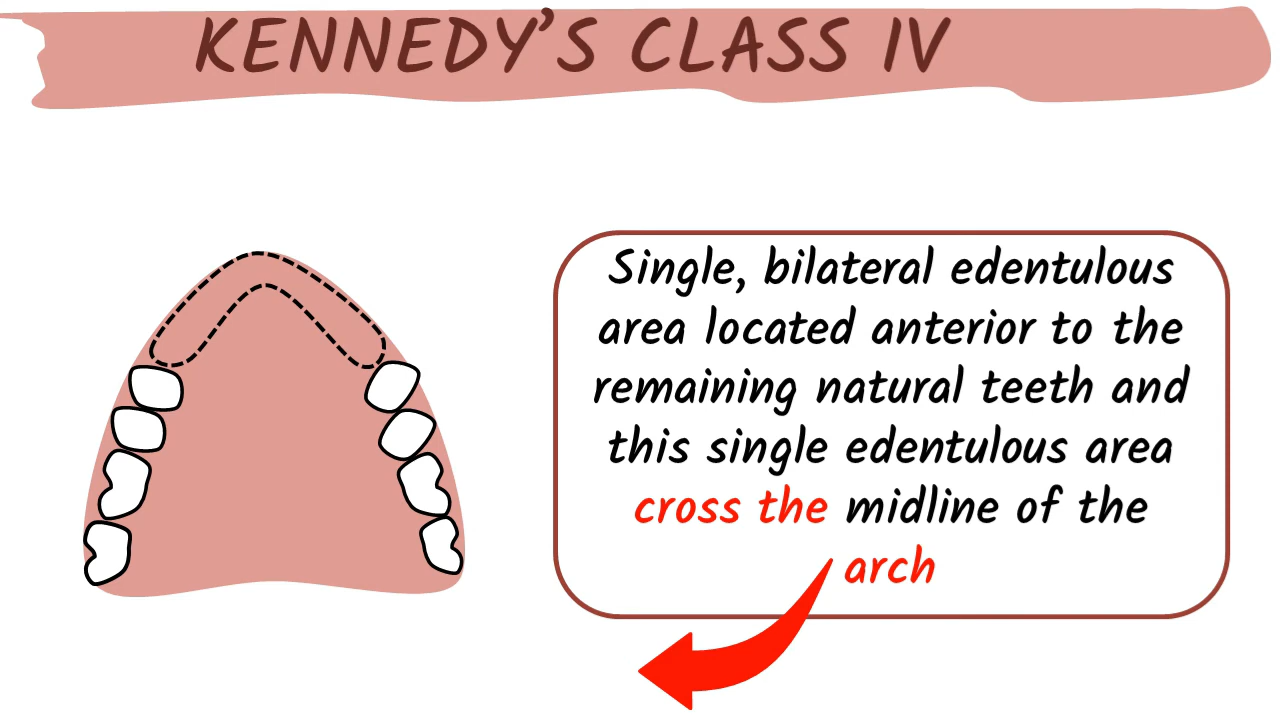 KENNEDY'S CLASS IV
Single, bilateral edentulous
area located anterior to the
remaining natural teeth and
this single edentulous area
cross the midline of the
arch